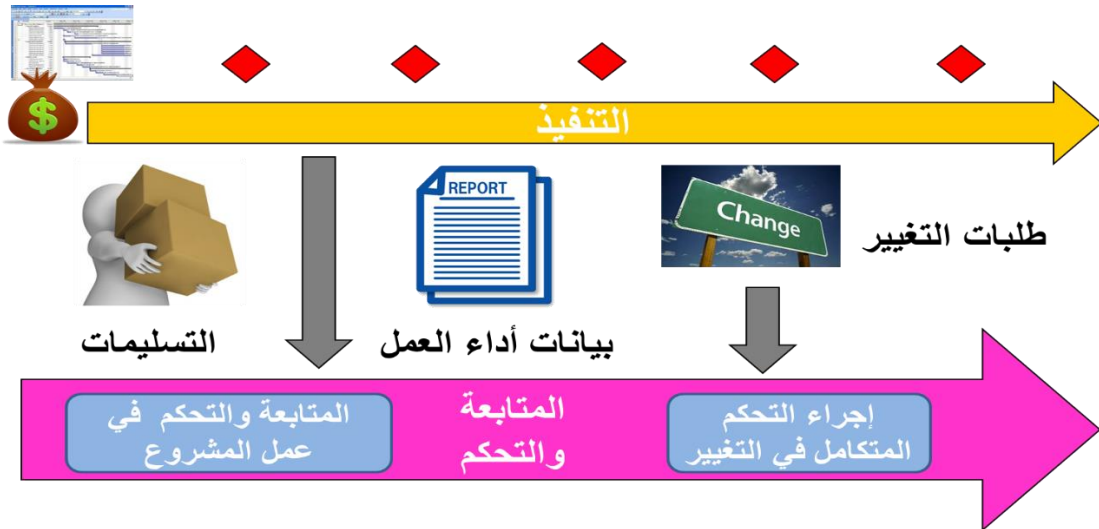 التنفيذ
REPORT
Change
طلبات التغيير
التسليمات
بيانات أداء العمل
المتابعة والتحكم في
عمل المشروع
المتابعة
والتحكم
إجراء التحكم
المتكامل في التغيير